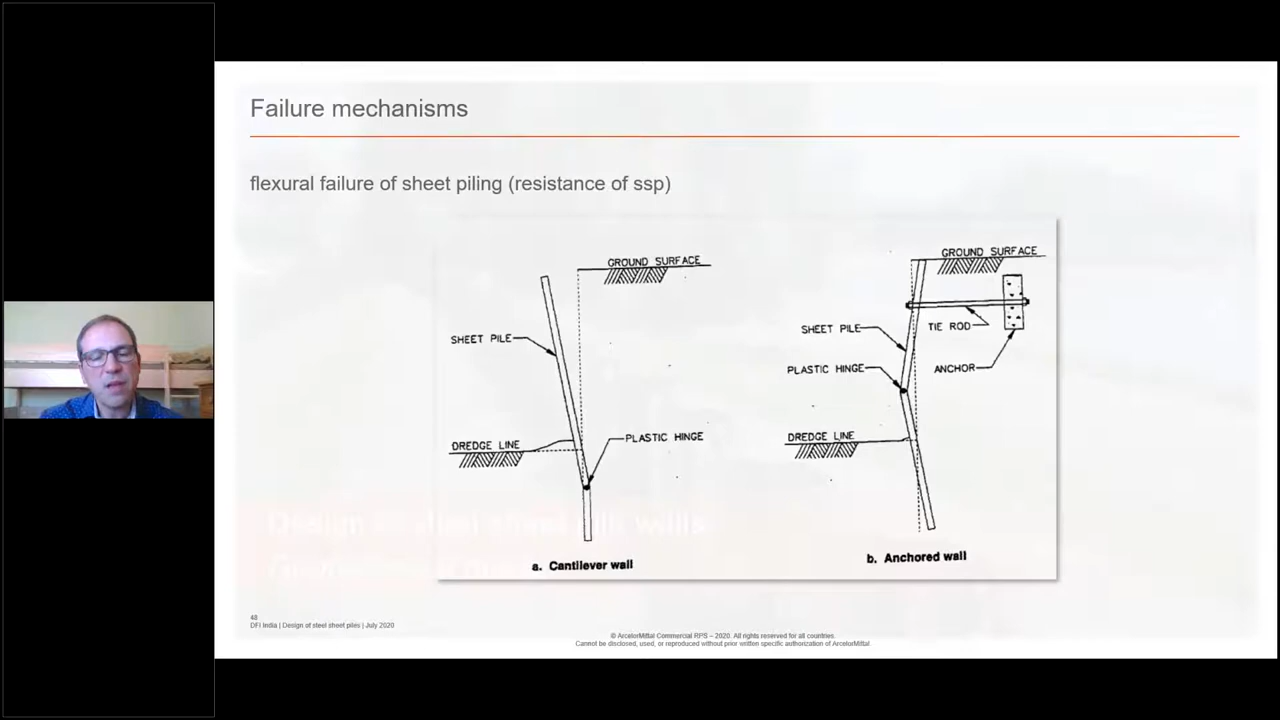 Failure mechanisms
flexural failure of sheet piling (resistance of ssp)
GROUND SURFACE
SHEET PILE
DREDGE LINE
PLASTIC HINGE
a. Cantilever wall
GROUND SURFACE
SHEET PILE
TIE ROD
PLASTIC HINGE
ANCHOR
DREDGE LINE
b. Anchored wall
48
DFI India | Design of steel sheet piles | July 2020
© ArcelorMittal Commercial RPS – 2020. All rights reserved for all countries.
Cannot be disclosed, used, or reproduced without prior written specific authorization of ArcelorMittal